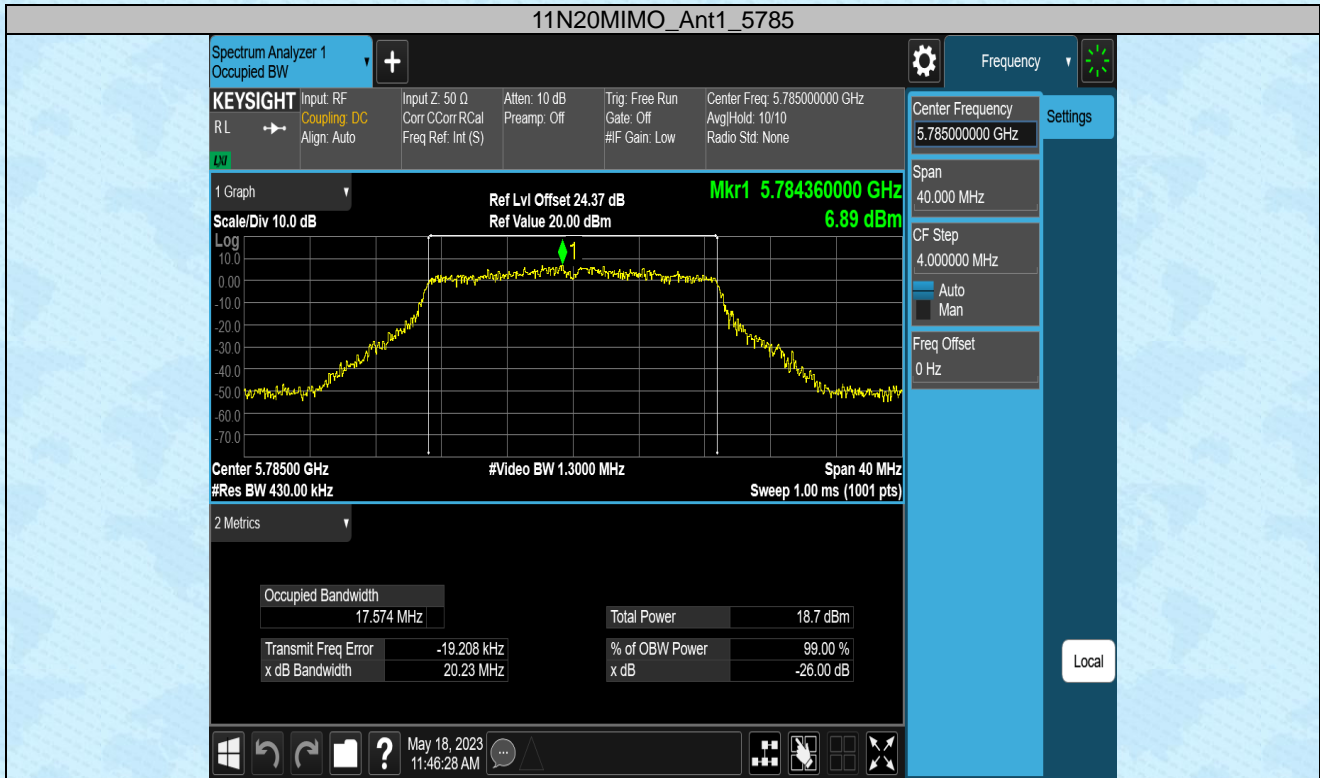 11N20MIMO_Ant1_5785
Spectrum Analyzer 1
Occupied BW
+
Frequency
KEYSIGHT
R L
LXI
Input: RF
Coupling: DC
Align: Auto
Input Z: 50 Ω
Corr CCorr RCal
Freq Ref: Int (S)
Atten: 10 dB
Preamp: Off
Trig: Free Run
Gate: Off
#IF Gain: Low
Center Freq: 5.785000000 GHz
Avg|Hold: 10/10
Radio Std: None
Center Frequency
5.785000000 GHz
Settings
Span
40.000 MHz
CF Step
4.000000 MHz
Auto
Man
Freq Offset
0 Hz
Local
1 Graph
Scale/Div 10.0 dB
Ref Lvl Offset 24.37 dB
Ref Value 20.00 dBm
Mkr1 5.784360000 GHz
6.89 dBm
Log
1
10.0
0.00
-10.0
-20.0
-30.0
-40.0
-50.0
-60.0
-70.0
Center 5.78500 GHz
#Video BW 1.3000 MHz
Span 40 MHz
#Res BW 430.00 kHz
Sweep 1.00 ms (1001 pts)
2 Metrics
Occupied Bandwidth
17.574 MHz
Total Power 18.7 dBm
Transmit Freq Error -19.208 kHz
% of OBW Power 99.00 %
x dB Bandwidth 20.23 MHz
x dB -26.00 dB
?
May 18, 2023
11:46:28 AM